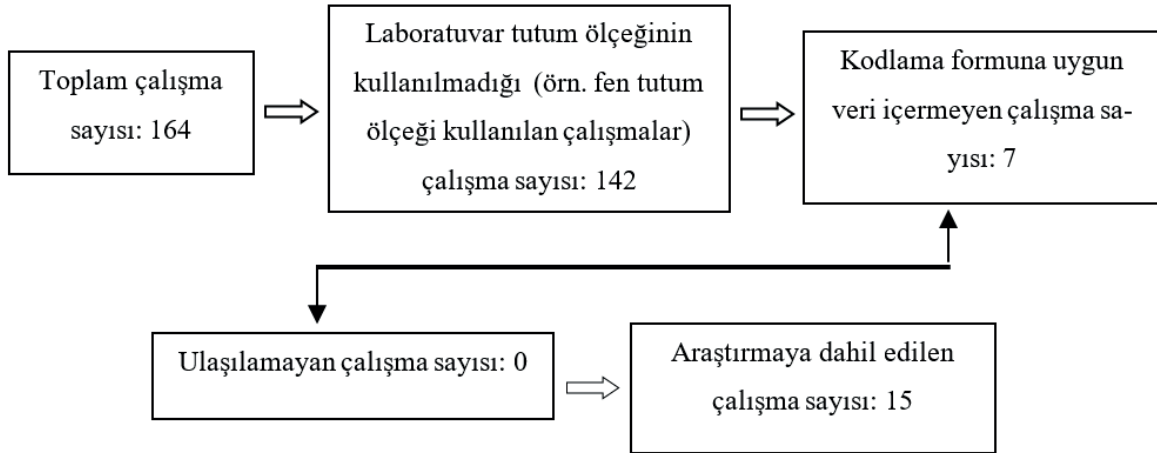 Toplam çalışma
sayısı: 164
Laboratuvar tutum ölçeğinin
kullanılmadığı (örn. fen tutum
ölçeği kullanılan çalışmalar)
çalışma sayısı: 142
Kodlama formuna uygun
veri içermeyen çalışma sa-
yısı: 7
Ulaşılamayan çalışma sayısı: 0
Araştırmaya dahil edilen
çalışma sayısı: 15